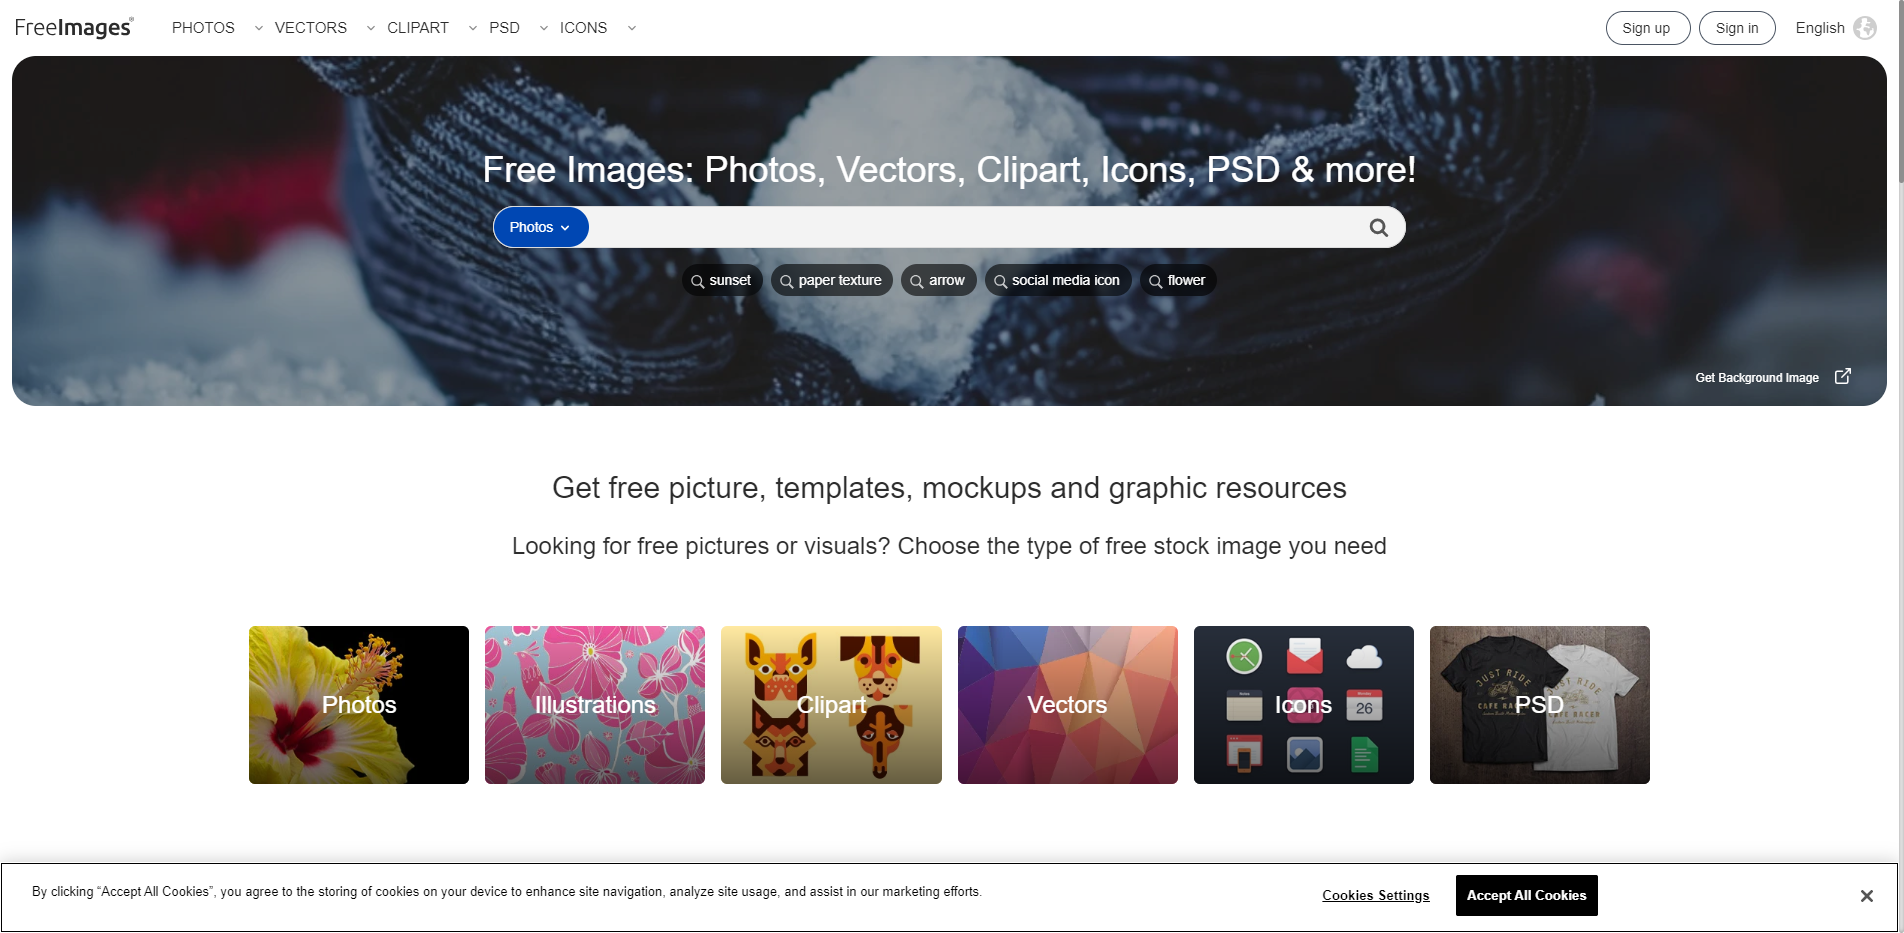 FreeImages®
PHOTOS VECTORS CLIPART PSD ICONS
Sign up Sign in English
Free Images: Photos, Vectors, Clipart, Icons, PSD & more!
Photos
sunset paper texture arrow social media icon flower
Get Background Image
Get free picture, templates, mockups and graphic resources
Looking for free pictures or visuals? Choose the type of free stock image you need
Photos Illustrations Clipart Vectors Icons PSD
26
JUST RIDE
By clicking “Accept All Cookies”, you agree to the storing of cookies on your device to enhance site navigation, analyze site usage, and assist in our marketing efforts.
Cookies Settings
Accept All Cookies